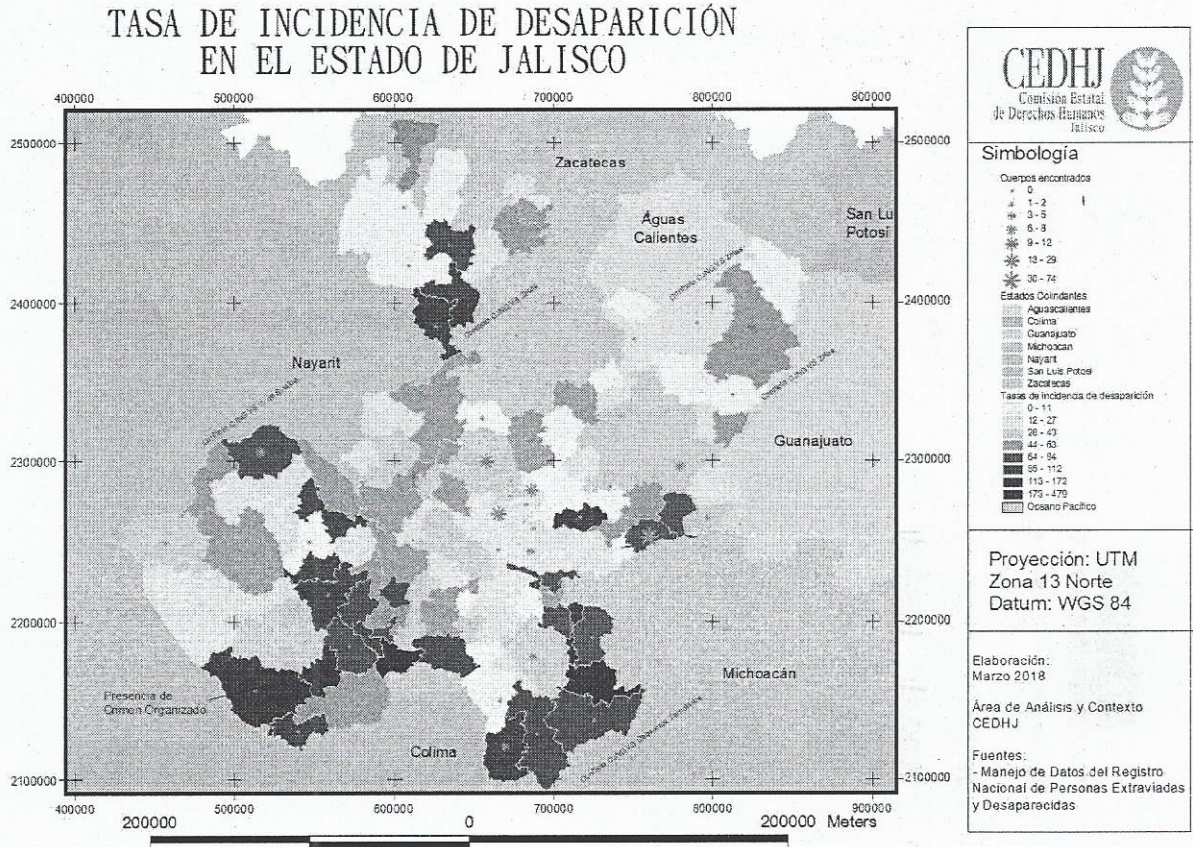 TASA DE INCIDENCIA DE DESAPARICIÓN
EN EL ESTADO DE JALISCO
400000 500000 600000 700000 800000 900000
2500000 2500000
2400000 2400000
2300000 2300000
2200000 2200000
2100000 2100000
Zacatecas
Aguas
Calientes
San Lu
Potosí
Nayarit
Guanajuato
Michoacán
Colima
Presencia de
Crimen Organizado
400000 500000 600000 700000 800000 900000
200000 0 200000 Meters
CEDHJ
Comisión Estatal
de Derechos Humanos
Jalisco
Simbología
Cuerpos encontrados
0
1 - 2
3 - 5
6 - 8
9 - 12
13 - 29
30 - 74
Estados Colindantes
Aguascalientes
Colima
Guanajuato
Michoacan
Nayarit
San Luis Potosi
Zacatecas
Tasas de incidencia de desaparición
0 - 11
12 - 27
28 - 43
44 - 63
64 - 94
95 - 112
113 - 172
173 - 479
Oceano Pacífico
Proyección: UTM
Zona 13 Norte
Datum: WGS 84
Elaboración:
Marzo 2018
Área de Análisis y Contexto
CEDHJ
Fuentes:
- Manejo de Datos del Registro
Nacional de Personas Extraviadas
y Desaparecidas